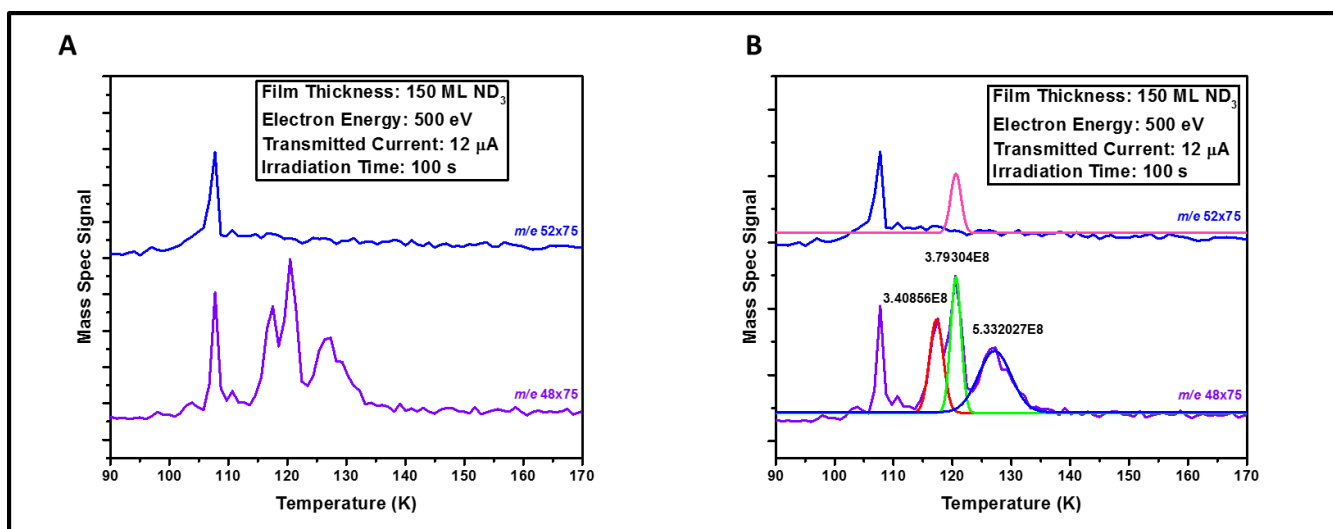 A
Film Thickness: 150 ML ND₃
Electron Energy: 500 eV
Transmitted Current: 12 μA
Irradiation Time: 100 s
m/e 52x75
m/e 48x75
Mass Spec Signal
90 100 110 120 130 140 150 160 170
Temperature (K)
B
Film Thickness: 150 ML ND₃
Electron Energy: 500 eV
Transmitted Current: 12 μA
Irradiation Time: 100 s
m/e 52x75
3.79304E8
3.40856E8
5.332027E8
m/e 48x75
Mass Spec Signal
90 100 110 120 130 140 150 160 170
Temperature (K)